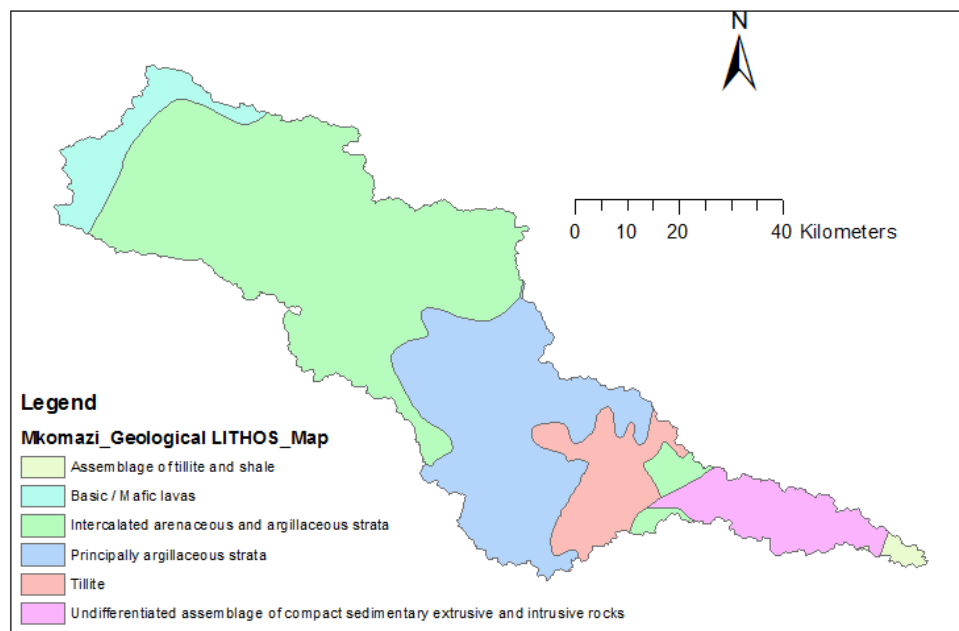 N
0 10 20 40 Kilometers
Legend
Mkomazi_Geological LITHOS_Map
Assemblage of tillite and shale
Basic / Mafic lavas
Intercalated arenaceous and argillaceous strata
Principally argillaceous strata
Tillite
Undifferentiated assemblage of compact sedimentary extrusive and intrusive rocks